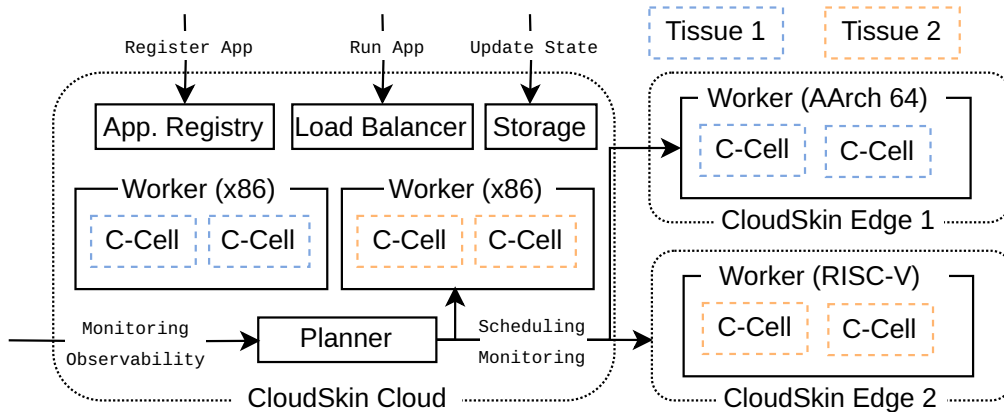 Tissue 1
Tissue 2
Register App
Run App
Update State
App. Registry
Load Balancer
Storage
Worker (AArch 64)
C-Cell
C-Cell
CloudSkin Edge 1
Worker (x86)
C-Cell
C-Cell
Worker (x86)
C-Cell
C-Cell
Worker (RISC-V)
C-Cell
C-Cell
CloudSkin Edge 2
Monitoring
Observability
Planner
Scheduling
Monitoring
CloudSkin Cloud